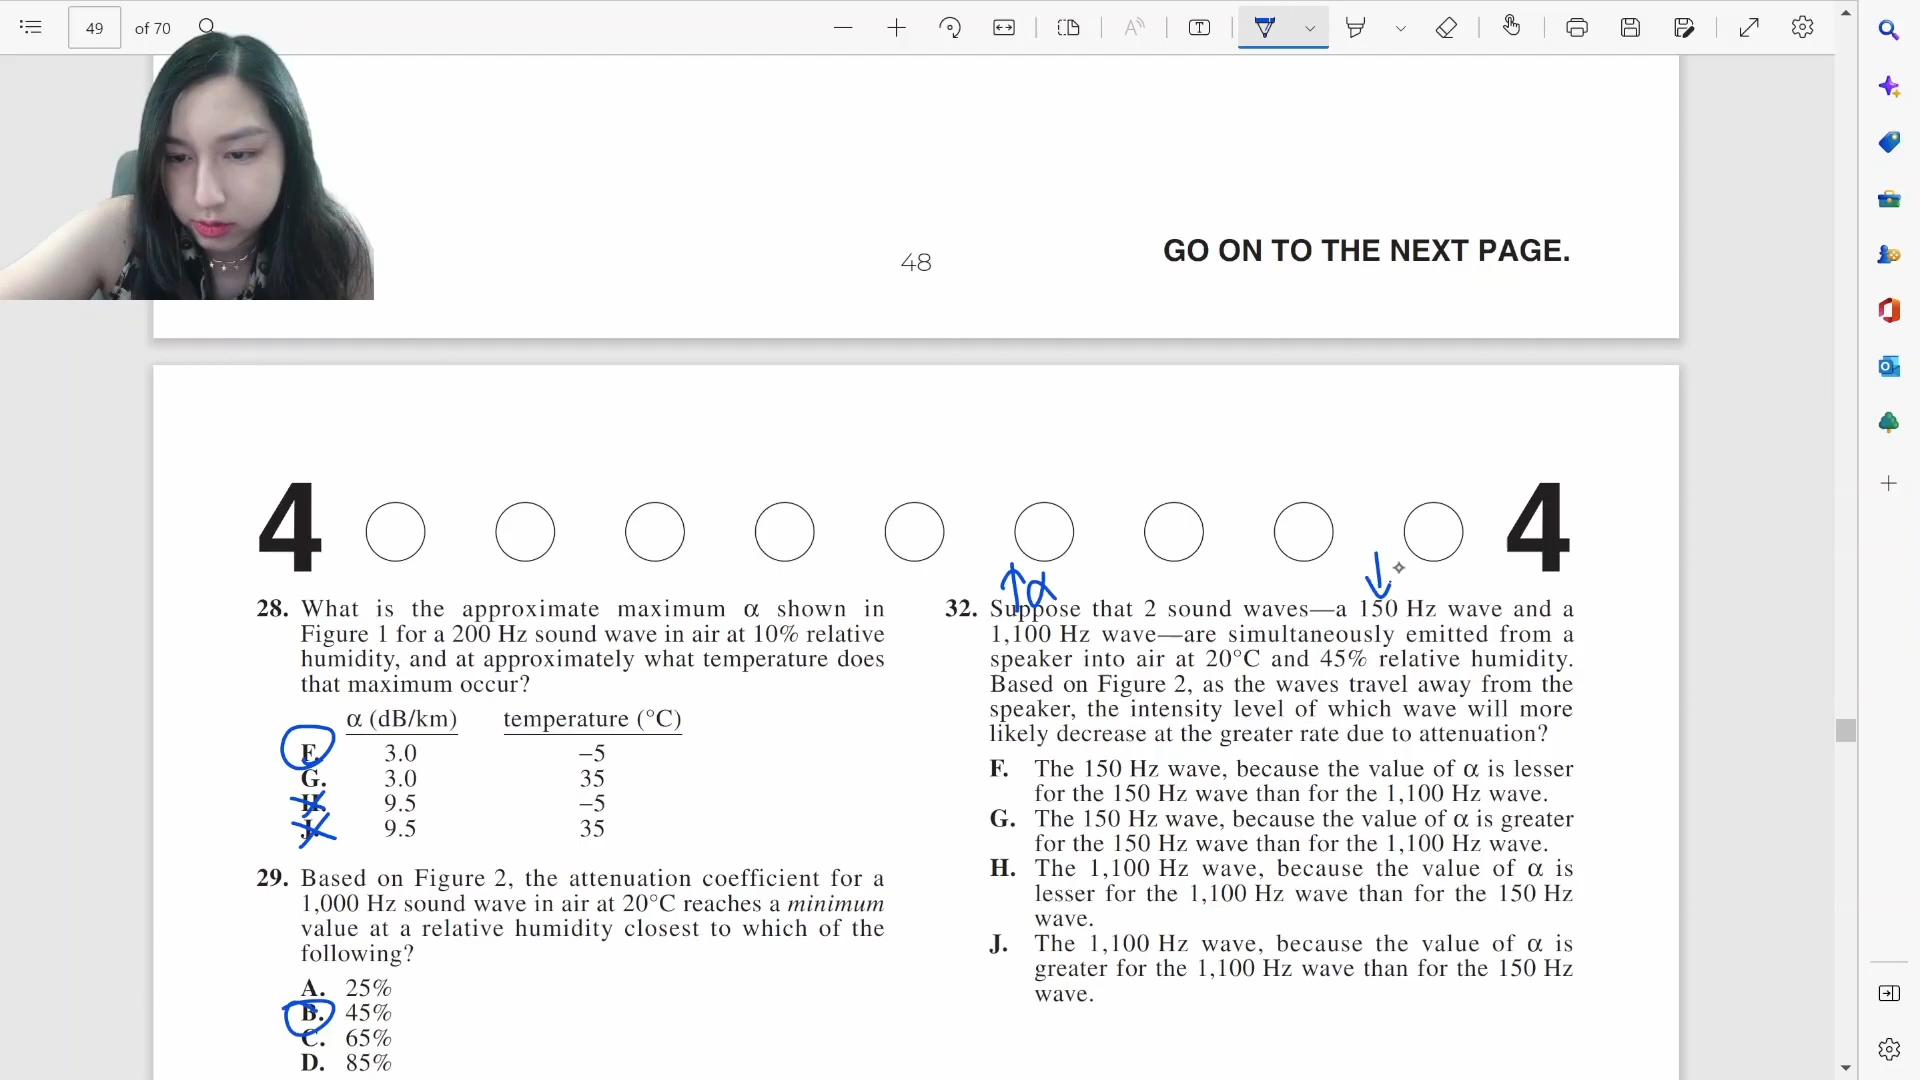 49 of 70
48
GO ON TO THE NEXT PAGE.
4 4
28. What is the approximate maximum α shown in
Figure 1 for a 200 Hz sound wave in air at 10% relative
humidity, and at approximately what temperature does
that maximum occur?
α (dB/km) temperature (°C)
F. 3.0 –5
G. 3.0 35
H. 9.5 –5
J. 9.5 35
29. Based on Figure 2, the attenuation coefficient for a
1,000 Hz sound wave in air at 20°C reaches a minimum
value at a relative humidity closest to which of the
following?
A. 25%
B. 45%
C. 65%
D. 85%
↑α ↓
32. Suppose that 2 sound waves—a 150 Hz wave and a
1,100 Hz wave—are simultaneously emitted from a
speaker into air at 20°C and 45% relative humidity.
Based on Figure 2, as the waves travel away from the
speaker, the intensity level of which wave will more
likely decrease at the greater rate due to attenuation?
F. The 150 Hz wave, because the value of α is lesser
for the 150 Hz wave than for the 1,100 Hz wave.
G. The 150 Hz wave, because the value of α is greater
for the 150 Hz wave than for the 1,100 Hz wave.
H. The 1,100 Hz wave, because the value of α is
lesser for the 1,100 Hz wave than for the 150 Hz
wave.
J. The 1,100 Hz wave, because the value of α is
greater for the 1,100 Hz wave than for the 150 Hz
wave.